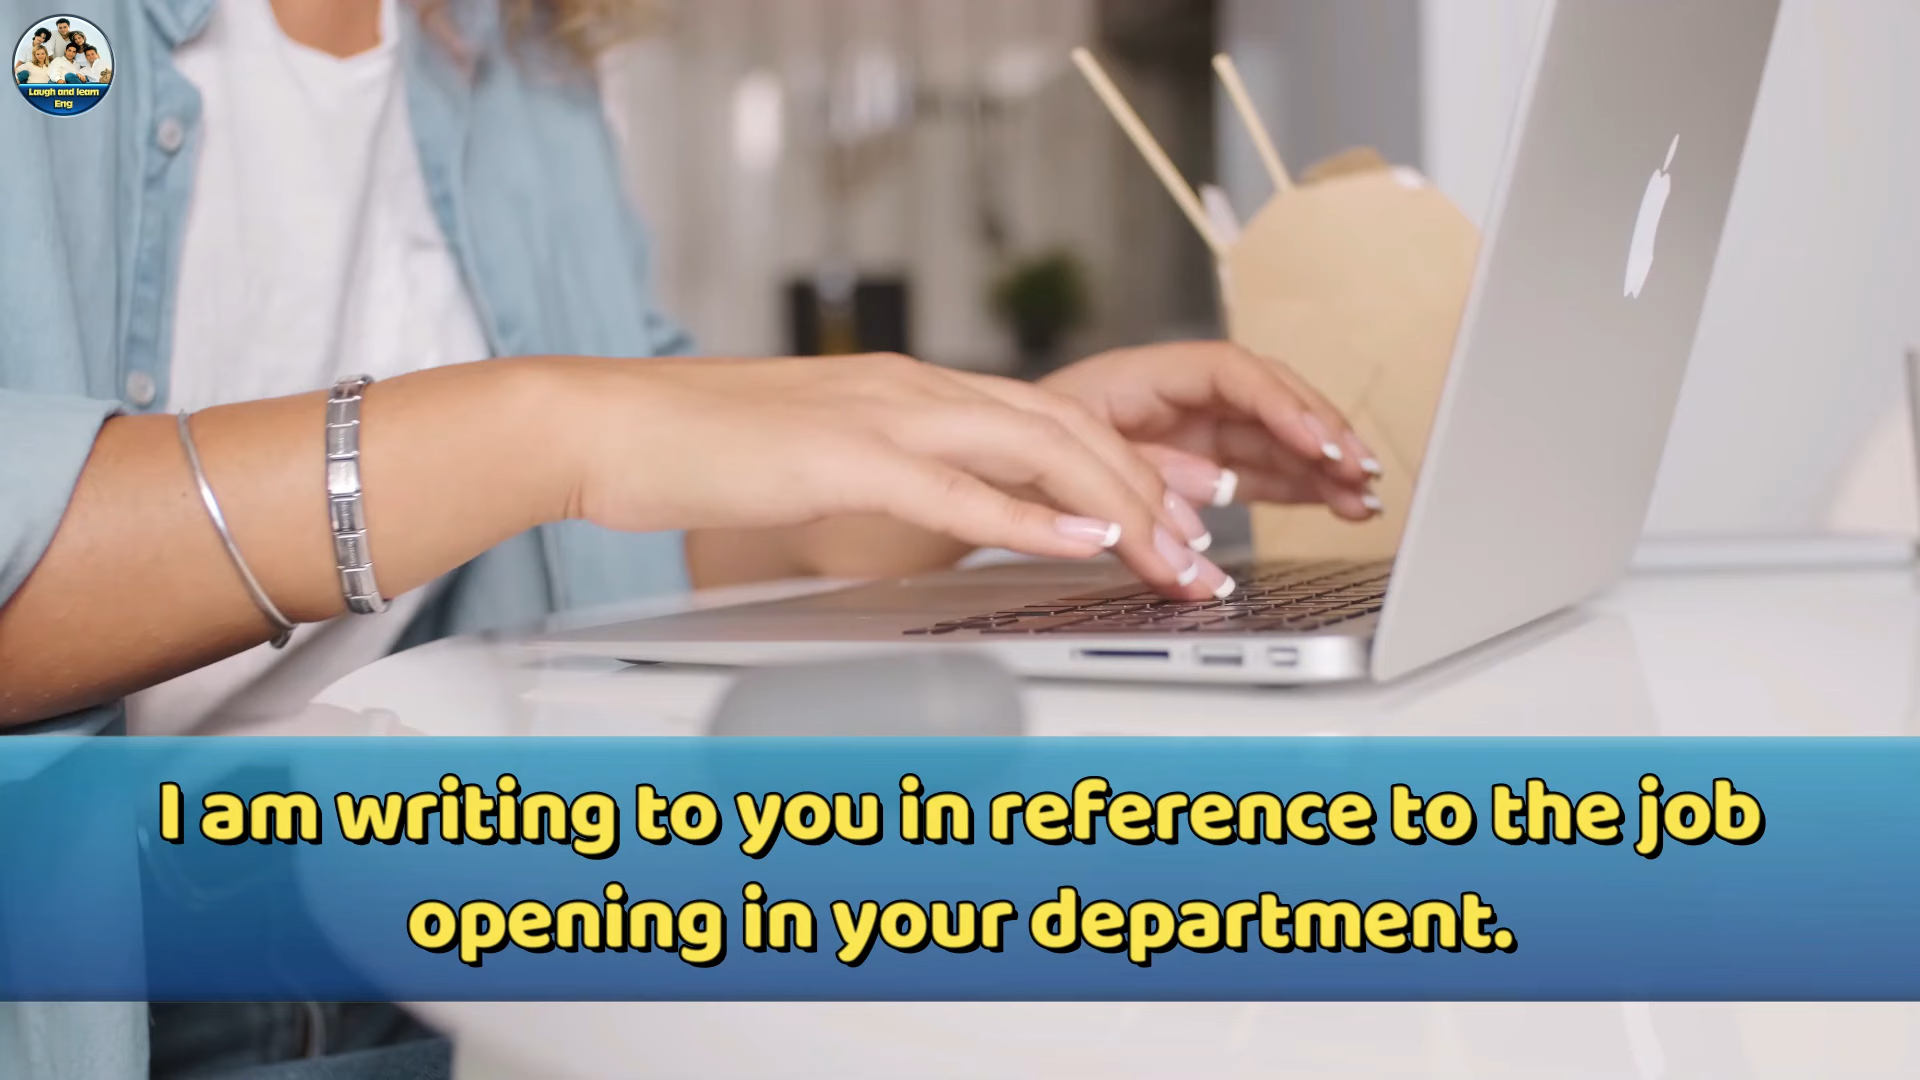 Laugh and learn
Eng
I am writing to you in reference to the job
opening in your department.